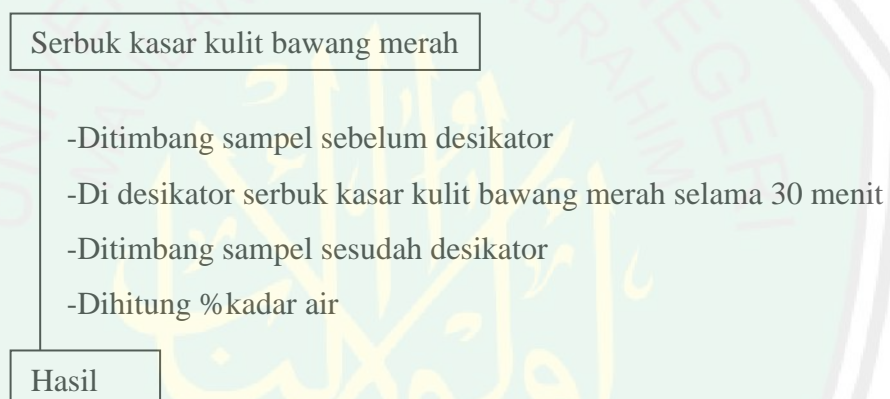 Serbuk kasar kulit bawang merah
-Ditimbang sampel sebelum desikator
-Di desikator serbuk kasar kulit bawang merah selama 30 menit
-Ditimbang sampel sesudah desikator
-Dihitung %kadar air
Hasil